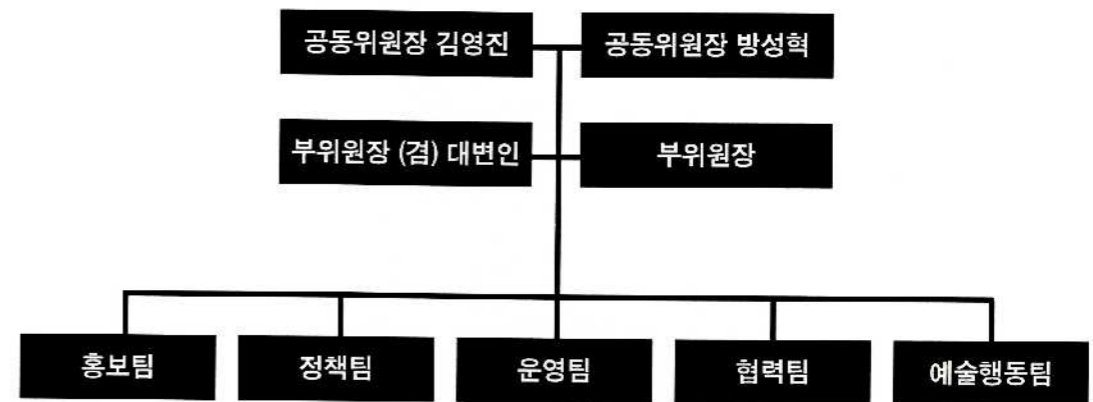 공동위원장 김영진
공동위원장 방성혁
부위원장 (겸) 대변인
부위원장
홍보팀
정책팀
운영팀
협력팀
예술행동팀